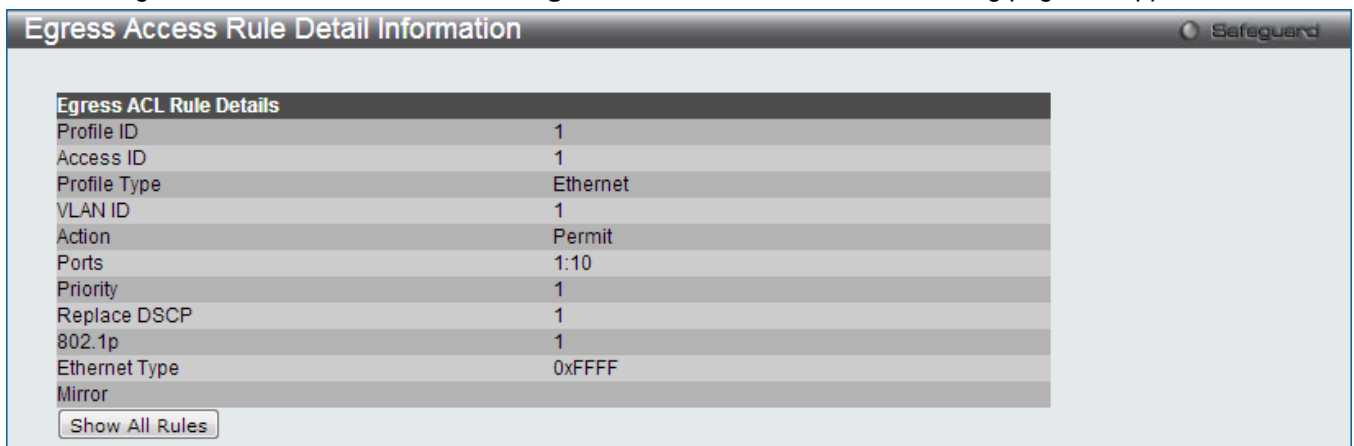 Egress Access Rule Detail Information
Safeguard
Egress ACL Rule Details
Profile ID 1
Access ID 1
Profile Type Ethernet
VLAN ID 1
Action Permit
Ports 1:10
Priority 1
Replace DSCP 1
802.1p 1
Ethernet Type 0xFFFF
Mirror
Show All Rules